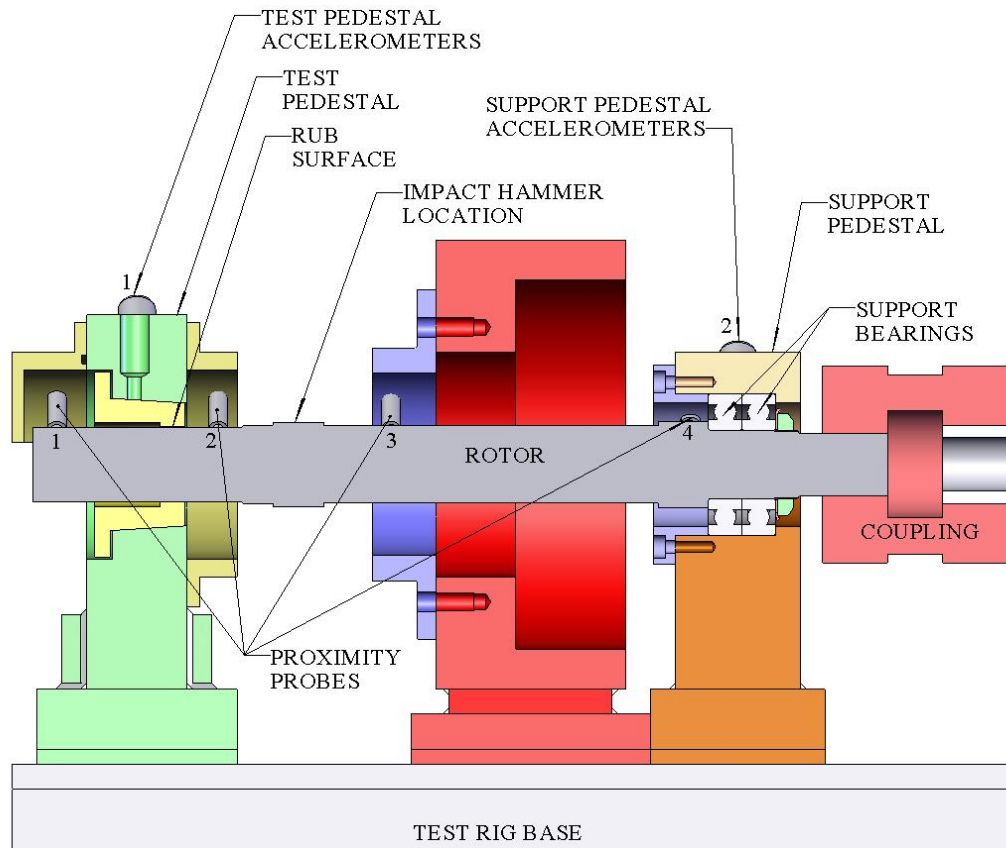 TEST PEDESTAL
ACCELEROMETERS
TEST
PEDESTAL
RUB
SURFACE
SUPPORT PEDESTAL
ACCELEROMETERS
IMPACT HAMMER
LOCATION
SUPPORT
PEDESTAL
1
2
SUPPORT
BEARINGS
1
2
3
4
ROTOR
COUPLING
PROXIMITY
PROBES
TEST RIG BASE